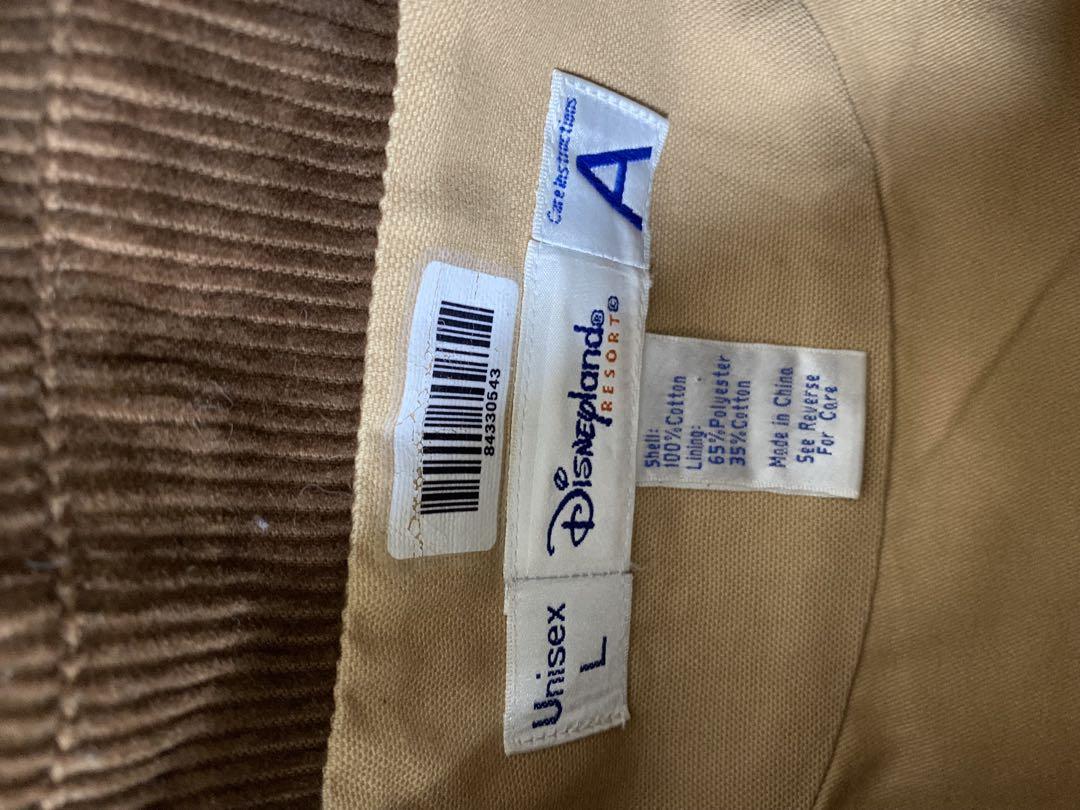 84330543
Unisex
L
Disneyland®
RESORT©
Care instructions
A
Shell:
100%Cotton
Lining:
65%Polyester
35%Cotton
Made in China
See Reverse
For Care